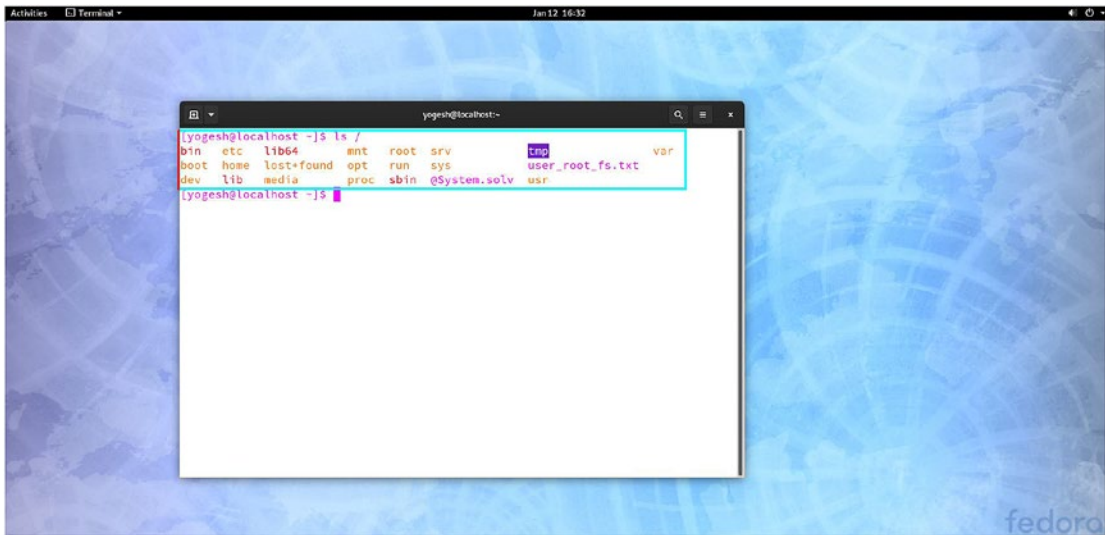 Activities Terminal Jan 12 16:32
yogesh@localhost:~
[yogesh@localhost ~]$ ls /
bin etc lib64 mnt root srv tmp var
boot home lost+found opt run sys user_root_fs.txt
dev lib media proc sbin @System.solv usr
[yogesh@localhost ~]$
fedora